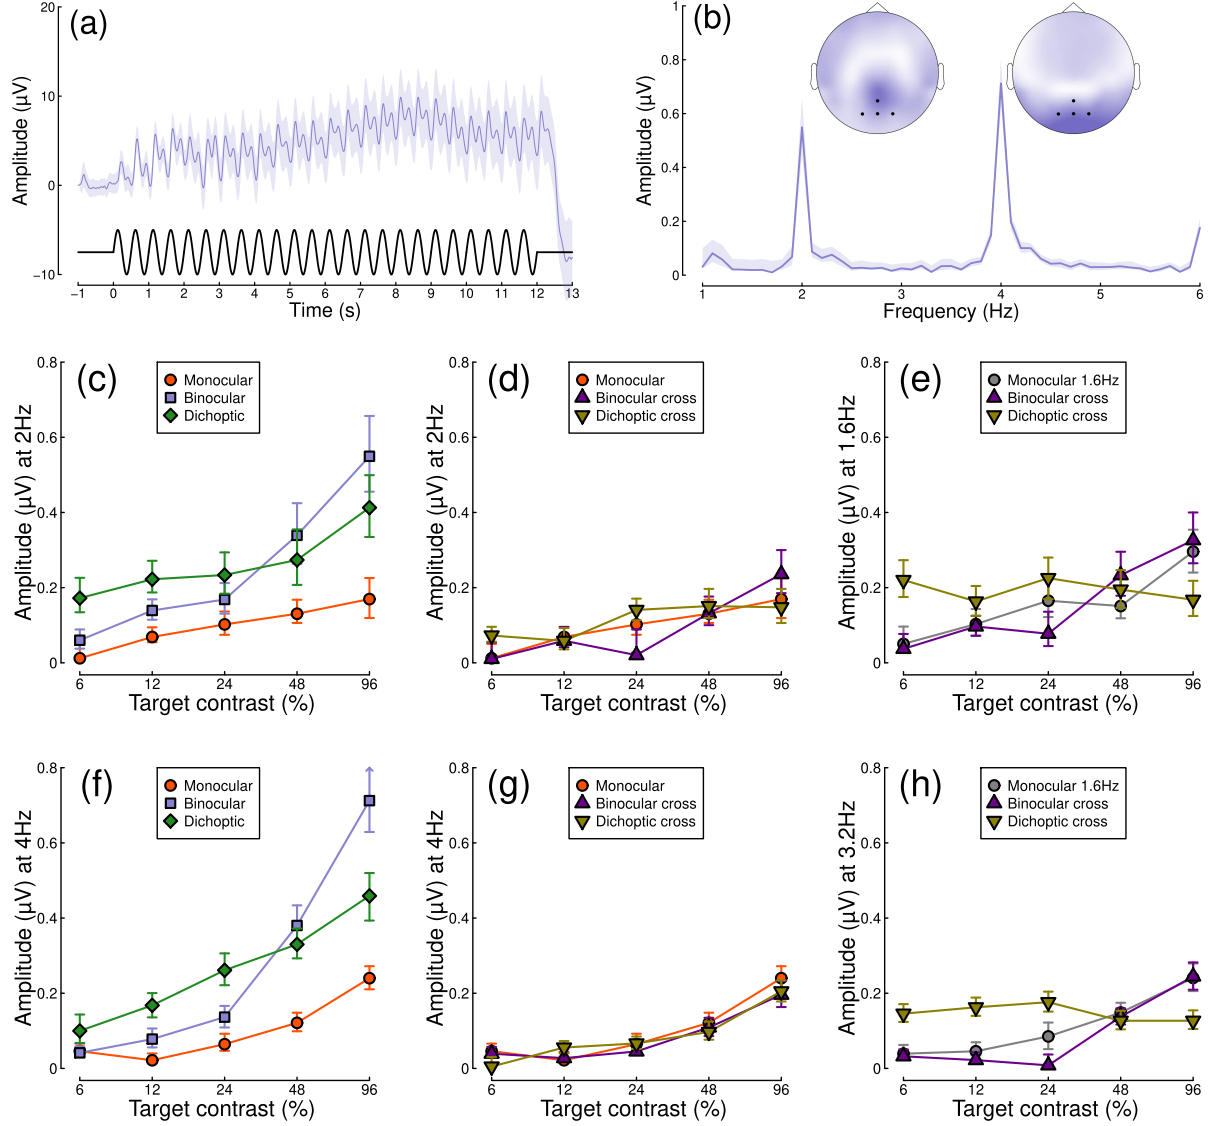 (a)
20
10
0
−10
Amplitude (µV)
−1 0 1 2 3 4 5 6 7 8 9 10 11 12 13
Time (s)
(b)
1
0.8
0.6
0.4
0.2
0
Amplitude (µV)
1 2 3 4 5 6
Frequency (Hz)
(c)
Monocular
Binocular
Dichoptic
0.8
0.6
0.4
0.2
0
Amplitude (µV) at 2Hz
6 12 24 48 96
Target contrast (%)
(d)
Monocular
Binocular cross
Dichoptic cross
0.8
0.6
0.4
0.2
0
Amplitude (µV) at 2Hz
6 12 24 48 96
Target contrast (%)
(e)
Monocular 1.6Hz
Binocular cross
Dichoptic cross
0.8
0.6
0.4
0.2
0
Amplitude (µV) at 1.6Hz
6 12 24 48 96
Target contrast (%)
(f)
Monocular
Binocular
Dichoptic
0.8
0.6
0.4
0.2
0
Amplitude (µV) at 4Hz
6 12 24 48 96
Target contrast (%)
(g)
Monocular
Binocular cross
Dichoptic cross
0.8
0.6
0.4
0.2
0
Amplitude (µV) at 4Hz
6 12 24 48 96
Target contrast (%)
(h)
Monocular 1.6Hz
Binocular cross
Dichoptic cross
0.8
0.6
0.4
0.2
0
Amplitude (µV) at 3.2Hz
6 12 24 48 96
Target contrast (%)